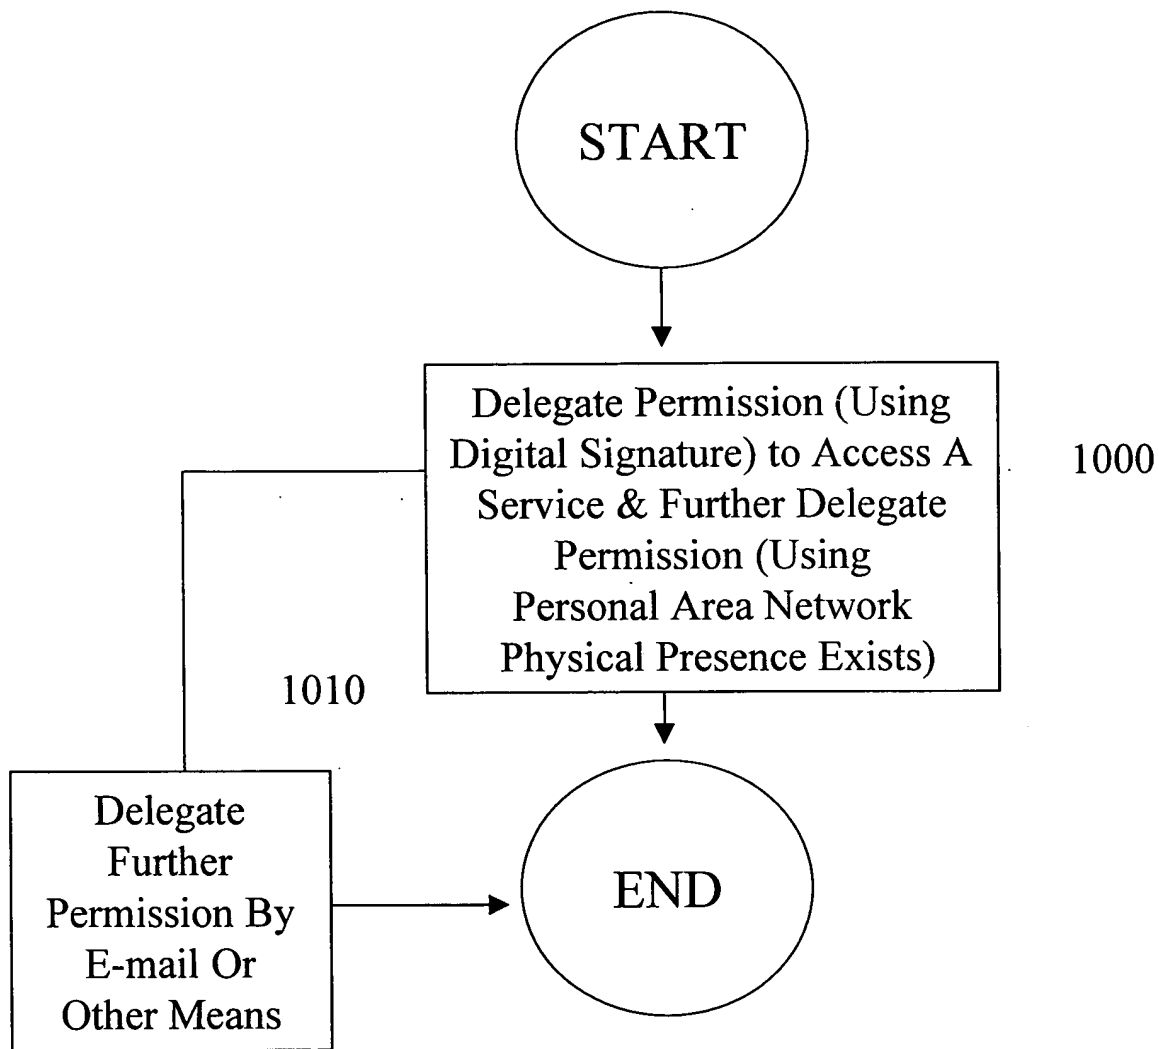 START
Delegate Permission (Using
Digital Signature) to Access A
Service & Further Delegate
Permission (Using
Personal Area Network
Physical Presence Exists)
1000
1010
Delegate
Further
Permission By
E-mail Or
Other Means
END